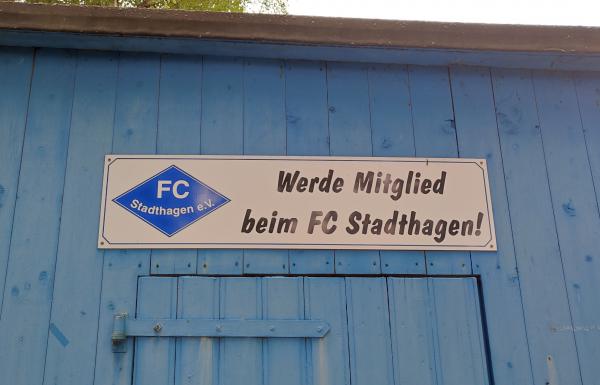 FC
Stadthagen e.V.
Werde Mitglied
beim FC Stadthagen!